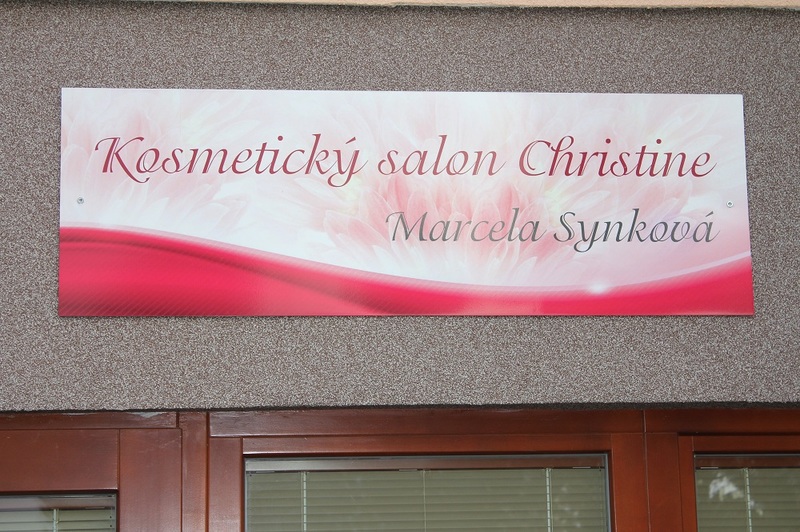 Kosmetický salon Christine
Marcela Synková